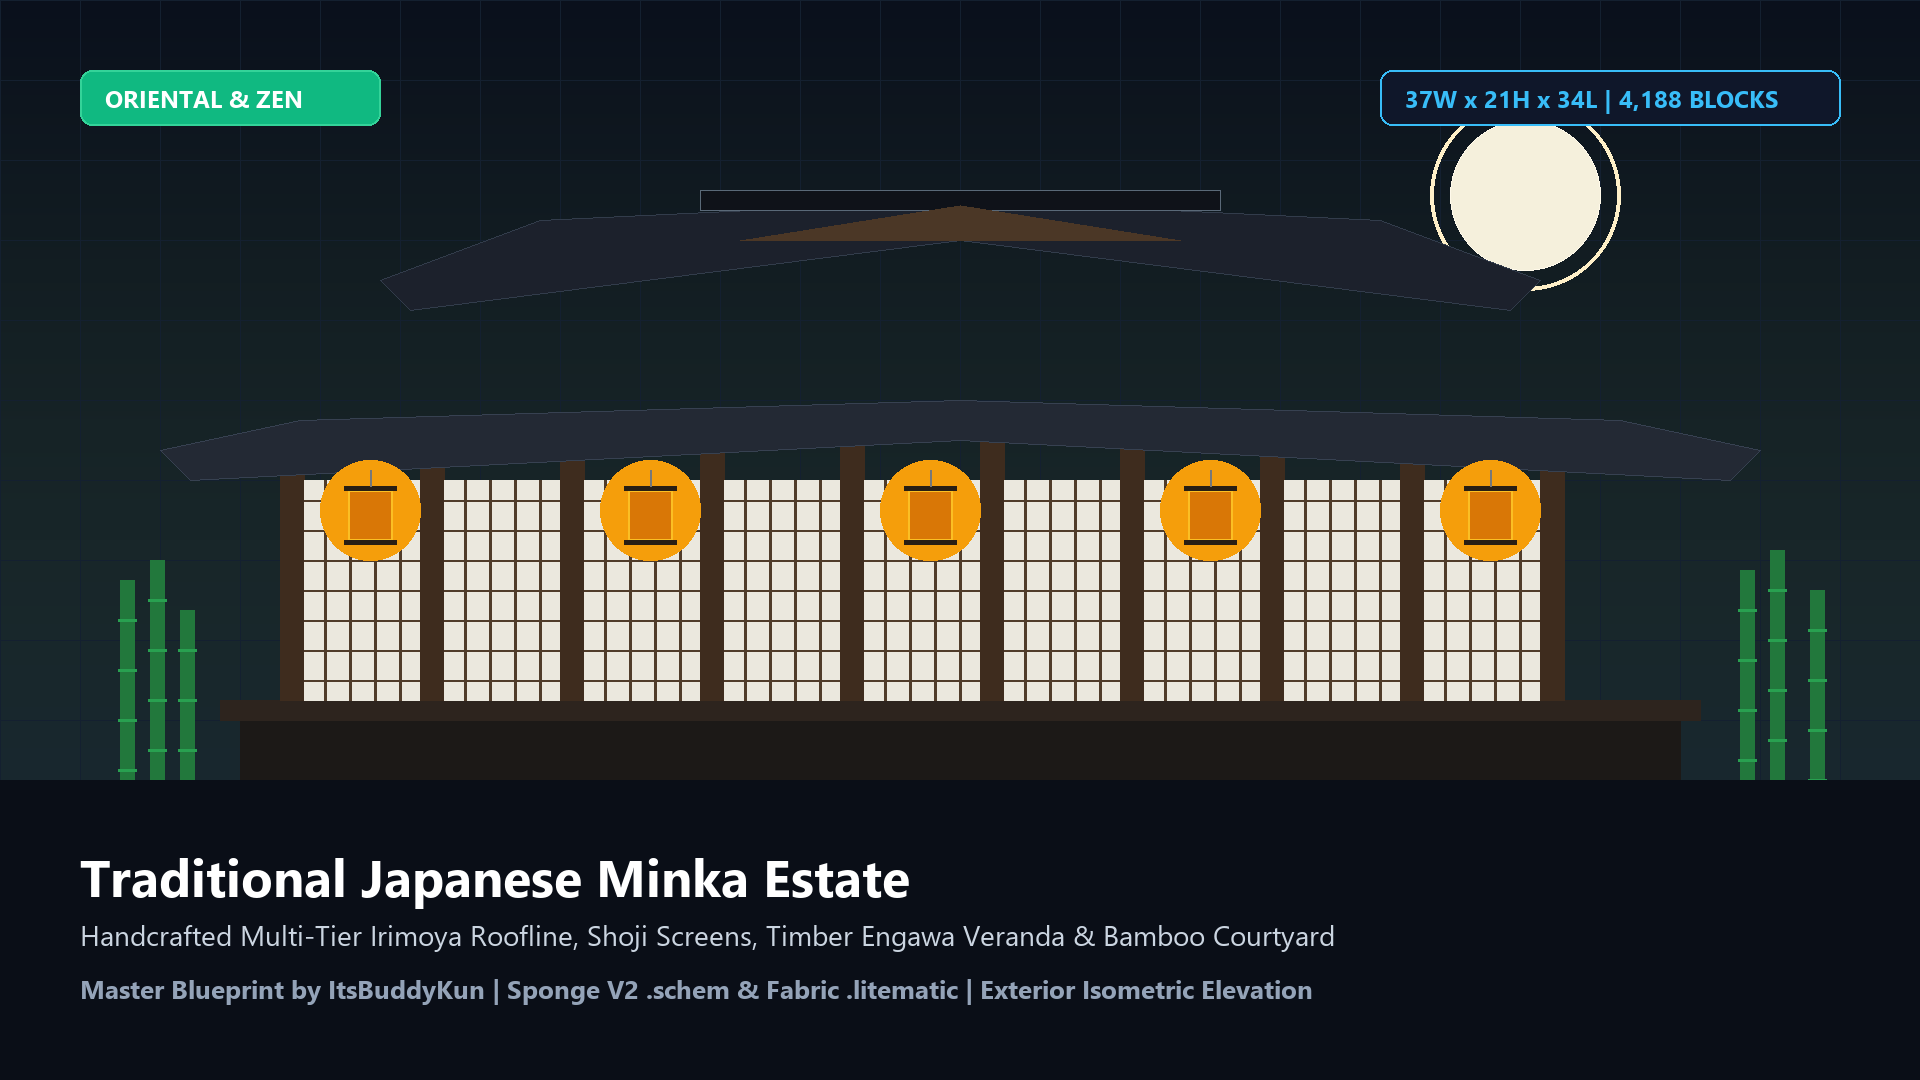 ORIENTAL & ZEN
37W x 21H x 34L | 4,188 BLOCKS
Traditional Japanese Minka Estate
Handcrafted Multi-Tier Irimoya Roofline, Shoji Screens, Timber Engawa Veranda & Bamboo Courtyard
Master Blueprint by ItsBuddyKun | Sponge V2 .schem & Fabric .litematic | Exterior Isometric Elevation